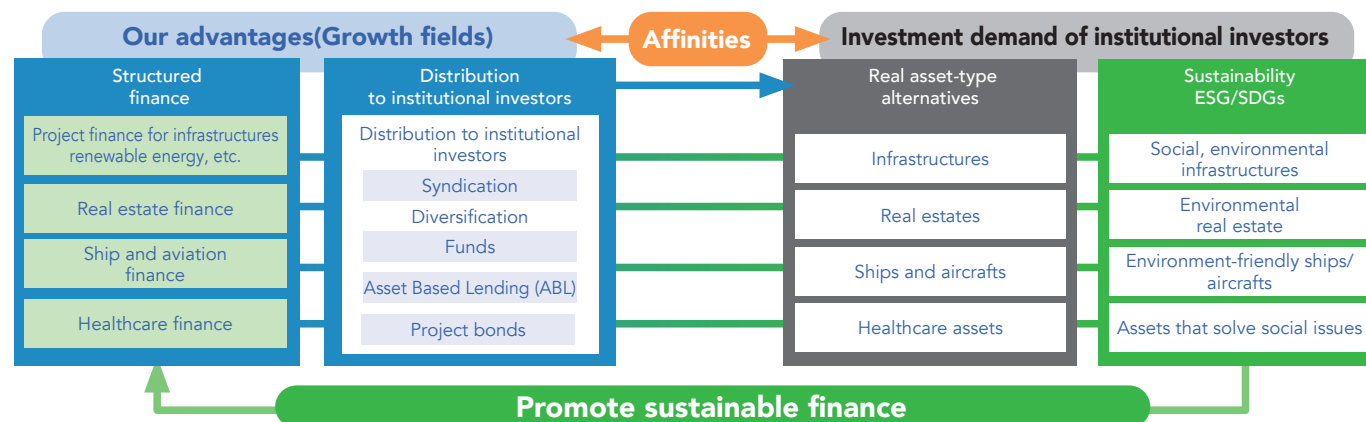 Our advantages(Growth fields)
Affinities
Investment demand of institutional investors
Structured
finance
Project finance for infrastructures
renewable energy, etc.
Real estate finance
Ship and aviation
finance
Healthcare finance
Distribution
to institutional investors
Distribution to institutional
investors
Syndication
Diversification
Funds
Asset Based Lending (ABL)
Project bonds
Real asset-type
alternatives
Infrastructures
Real estates
Ships and aircrafts
Healthcare assets
Sustainability
ESG/SDGs
Social, environmental
infrastructures
Environmental
real estate
Environment-friendly ships/
aircrafts
Assets that solve social issues
Promote sustainable finance